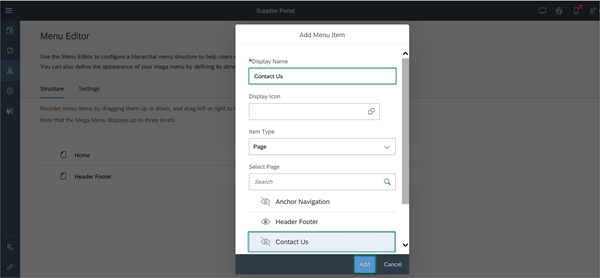 Supplier Portal
Menu Editor
Use the Menu Editor to configure a hierarchal menu structure to help users
You can also define the appearance of your mega menu by defining its dim
Structure Settings
Reorder menu items by dragging them up or down, and drag left or right to
Note that the Mega Menu displays up to three levels.
Home
Header Footer
Add Menu Item
*Display Name
Contact Us
Display Icon
Item Type
Page
Select Page
Search
Anchor Navigation
Header Footer
Contact Us
Add Cancel